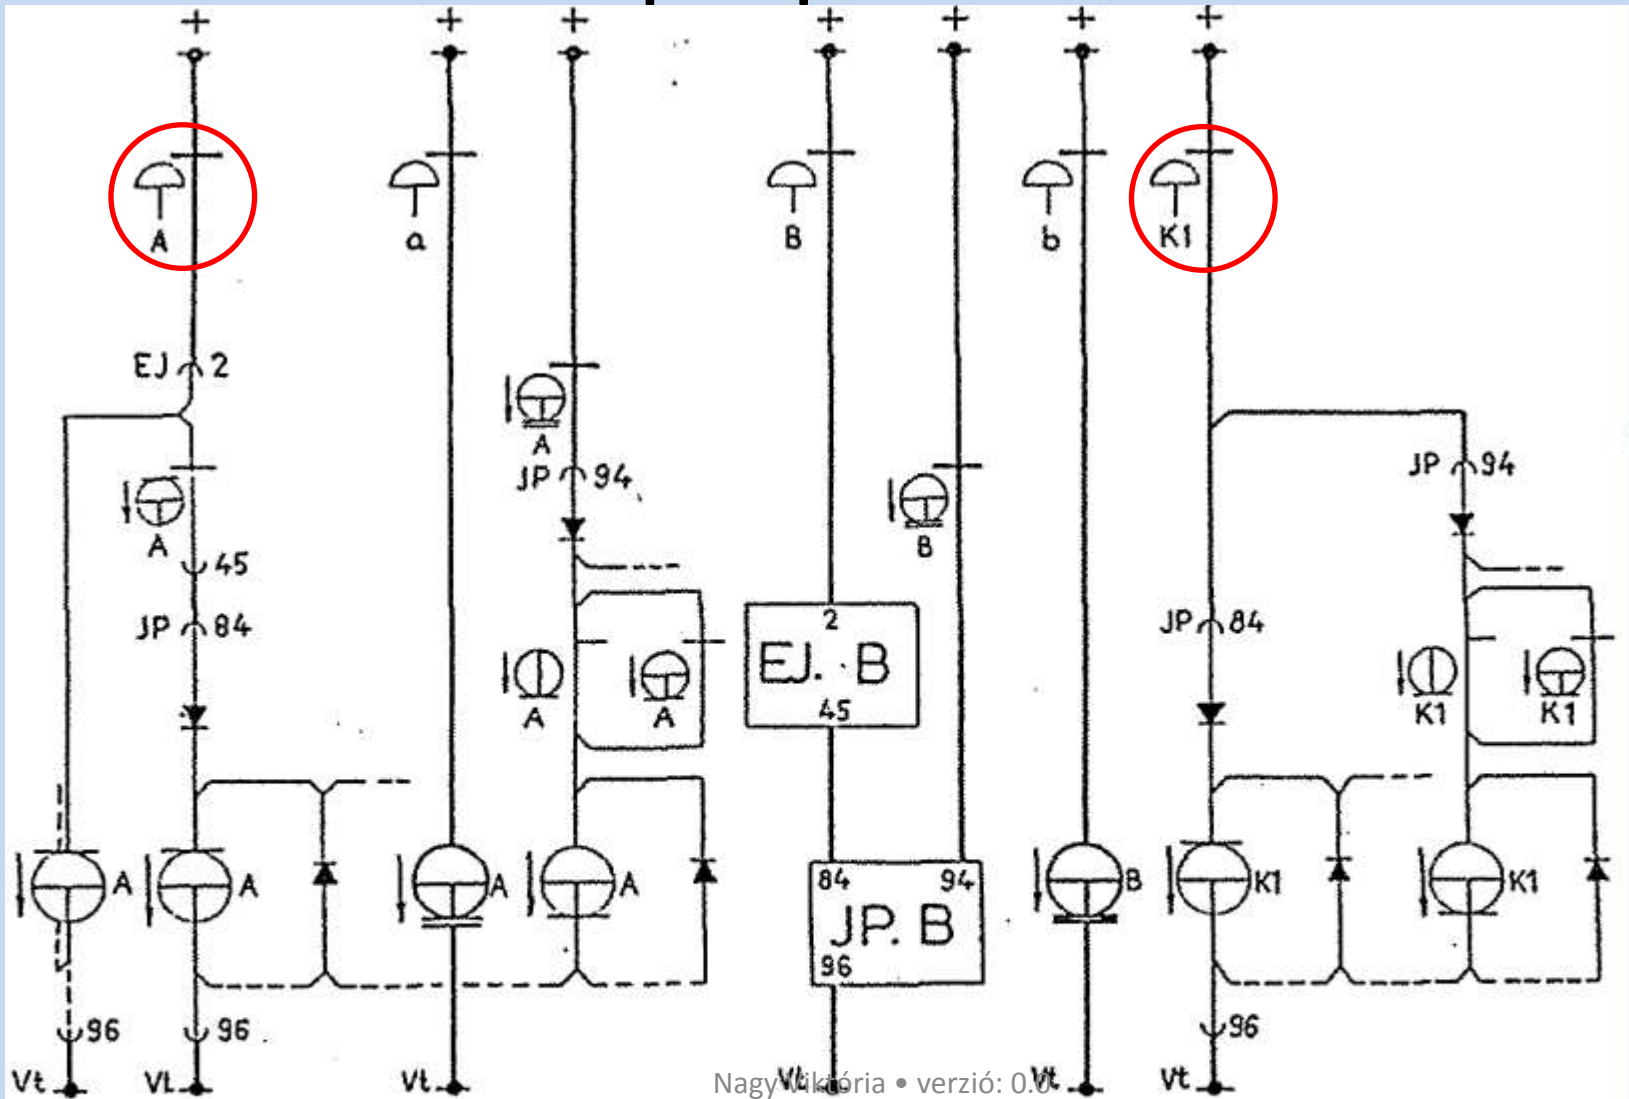 + + + + + + +
A a B b K1
EJ 2
A
JP 94
JP 94
A
45
B
JP 84
2
EJ. B
45
JP 84
A A
K1 K1
A A A A
84 94
JP. B
96
B K1 K1
96 96
96
Vt Vt Vt Vt Vt Vt
Nagy Viktória • verzió: 0.0